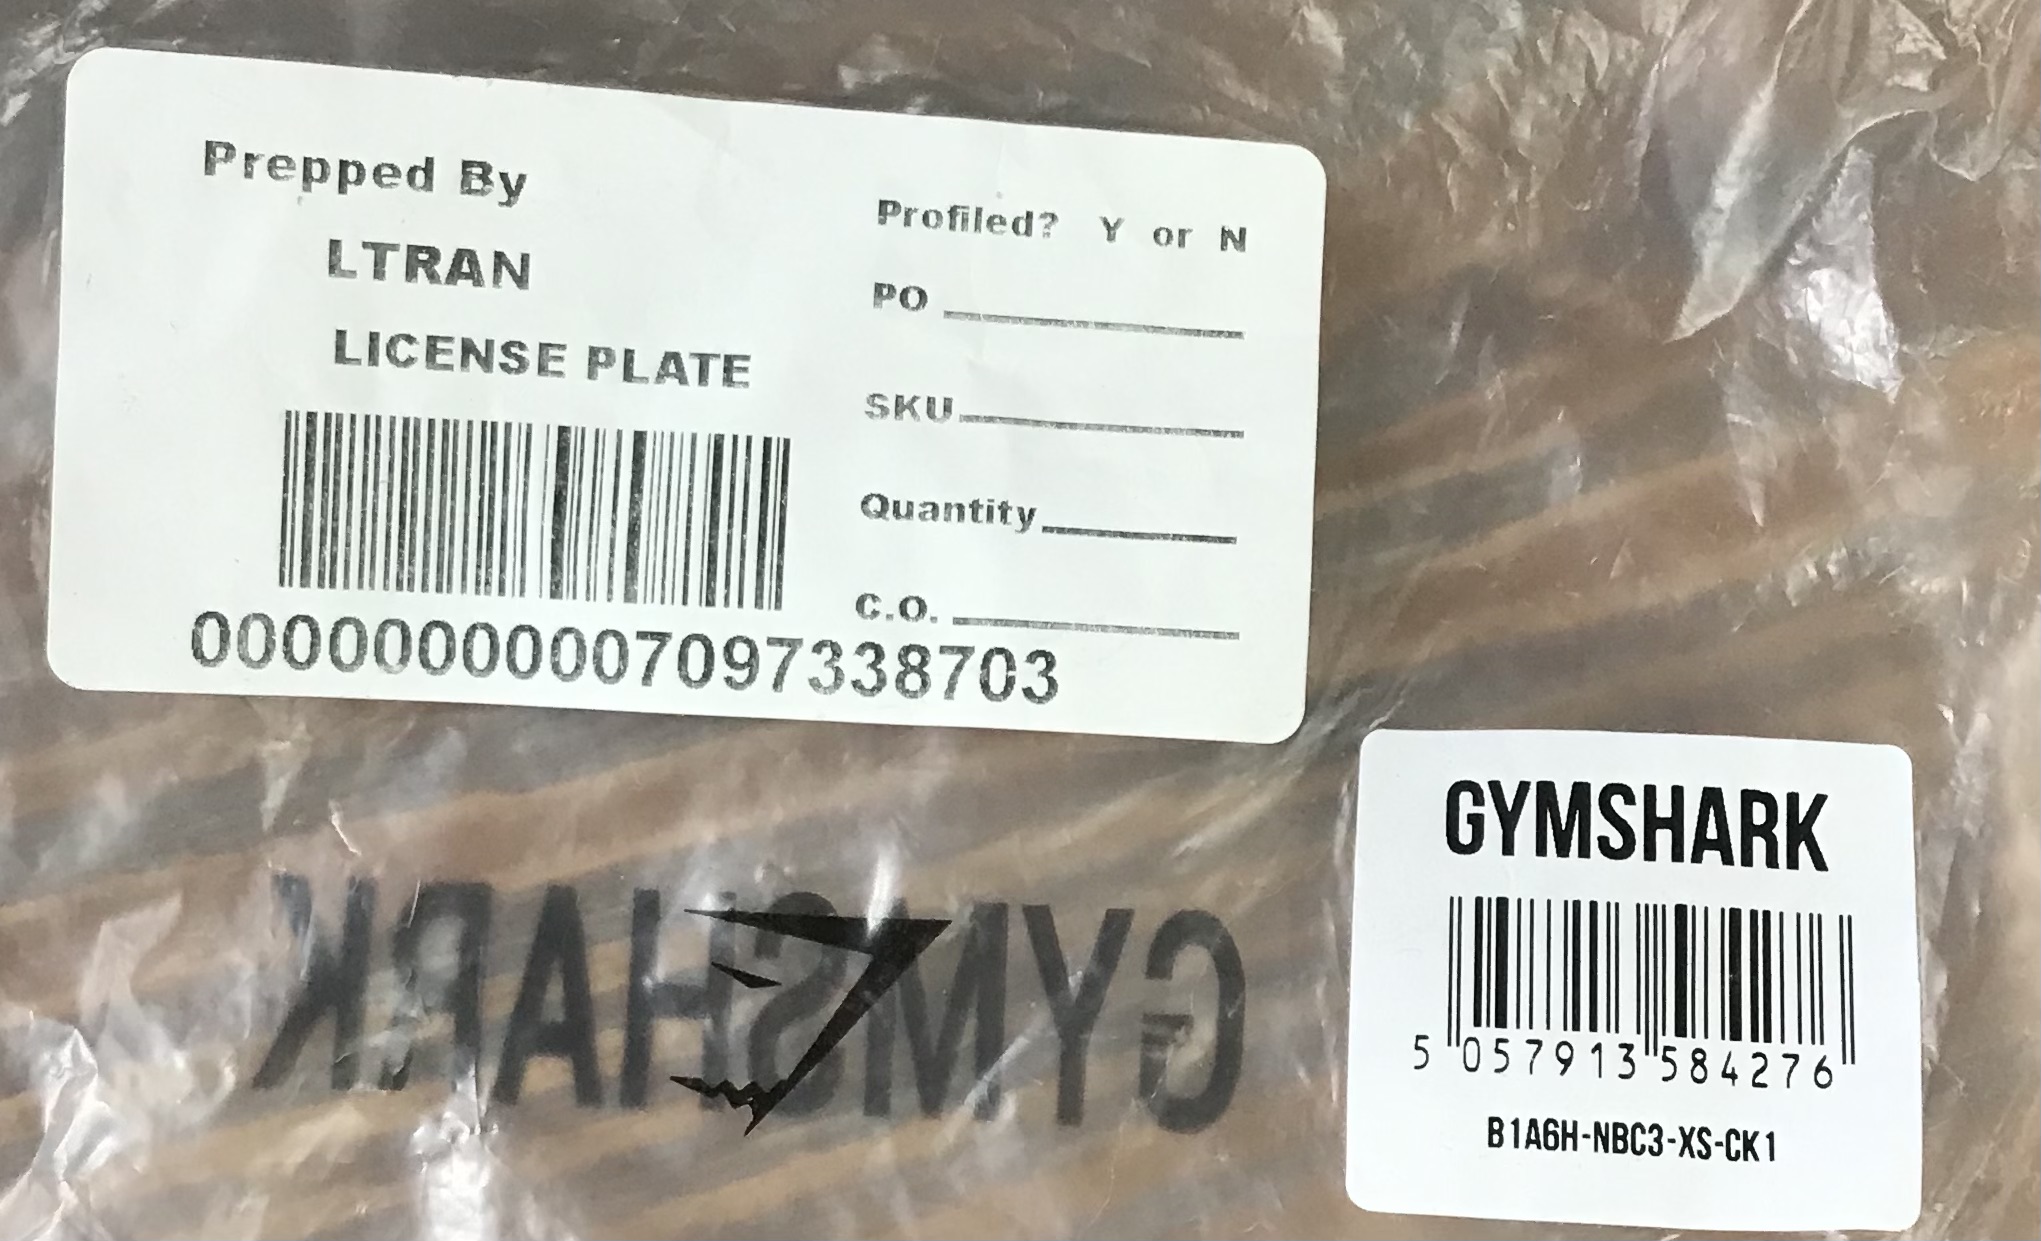 Prepped By
LTRAN
LICENSE PLATE
00000000007097338703
Profiled? Y or N
PO
SKU
Quantity
C.O.
GYMSHARK
GYMSHARK
5 057913 584276
B1A6H-NBC3-XS-CK1